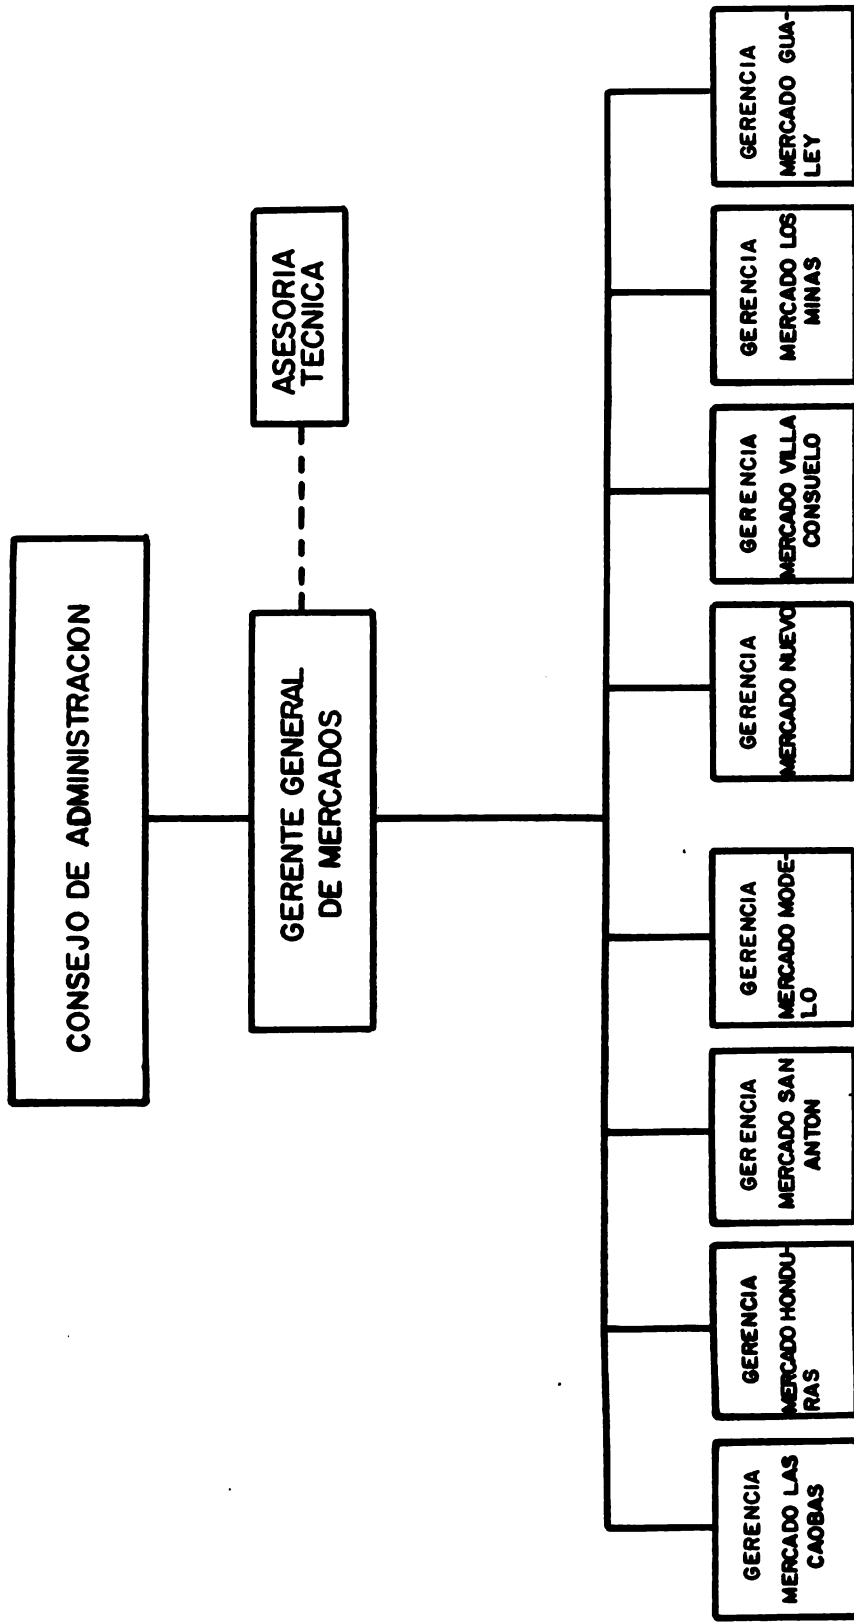 CONSEJO DE ADMINISTRACION
GERENTE GENERAL
DE MERCADOS
ASESORIA
TECNICA
GERENCIA
MERCADO LAS
CAOBAS
GERENCIA
MERCADO HONDU-
RAS
GERENCIA
MERCADO SAN
ANTON
GERENCIA
MERCADO MODE-
LO
GERENCIA
MERCADO NUEVO
GERENCIA
MERCADO VILLA
CONSUELO
GERENCIA
MERCADO LOS
MINAS
GERENCIA
MERCADO GUA-
LEY